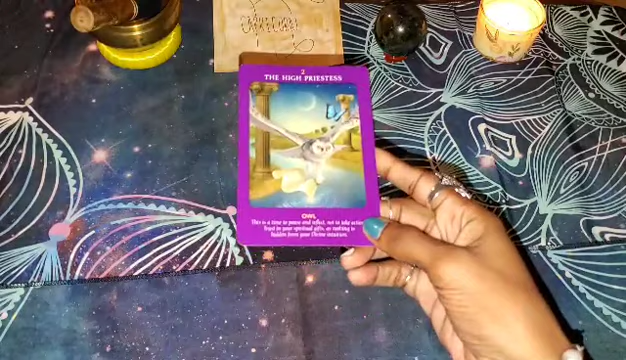 CAPRICORN
2
THE HIGH PRIESTESS
OWL
This is a time to pause and reflect, not to take action.
Trust in your spiritual gifts, as nothing is
hidden from your Divine intuition.